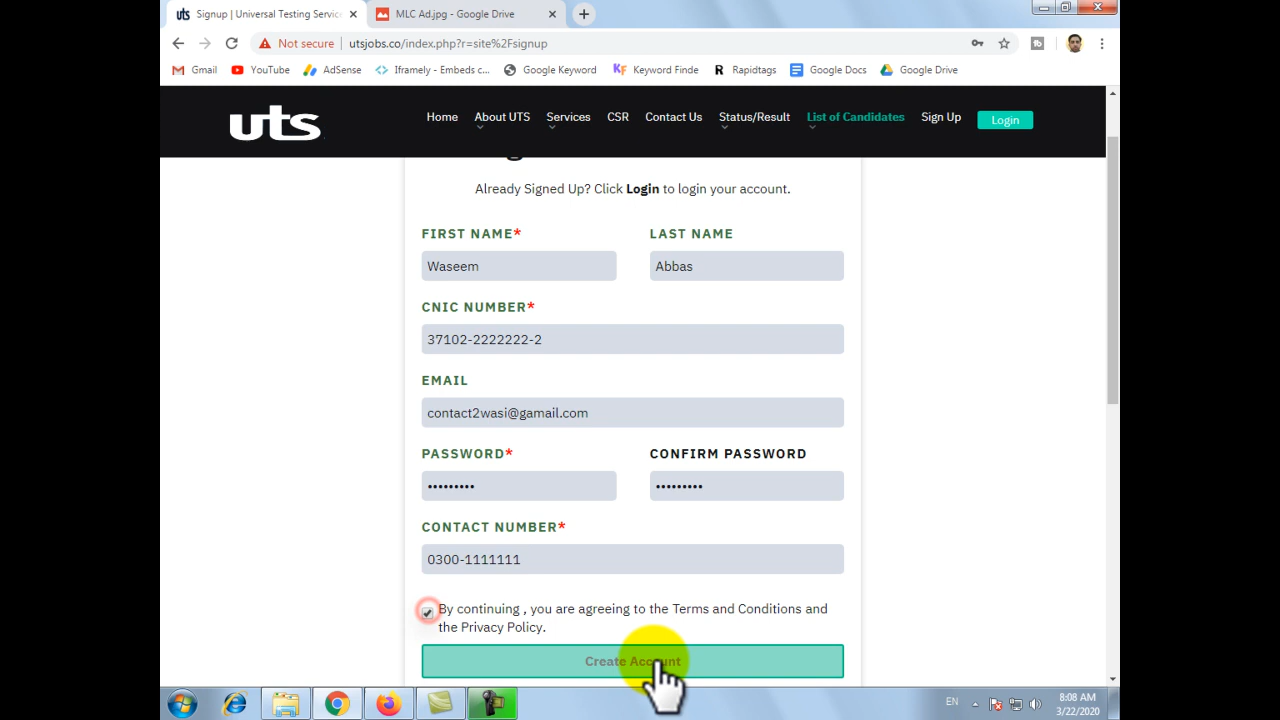 Signup | Universal Testing Service
MLC Ad.jpg - Google Drive
Not secure
utsjobs.co/index.php?r=site%2Fsignup
Gmail
YouTube
AdSense
Iframely - Embeds c...
Google Keyword
Keyword Finde
Rapidtags
Google Docs
Google Drive
uts
Home
About UTS
Services
CSR
Contact Us
Status/Result
List of Candidates
Sign Up
Login
Already Signed Up? Click Login to login your account.
FIRST NAME*
LAST NAME
Waseem
Abbas
CNIC NUMBER*
37102-2222222-2
EMAIL
contact2wasi@gamail.com
PASSWORD*
CONFIRM PASSWORD
•••••••••
•••••••••
CONTACT NUMBER*
0300-1111111
By continuing , you are agreeing to the Terms and Conditions and
the Privacy Policy.
Create Account
EN
8:08 AM
3/22/2020